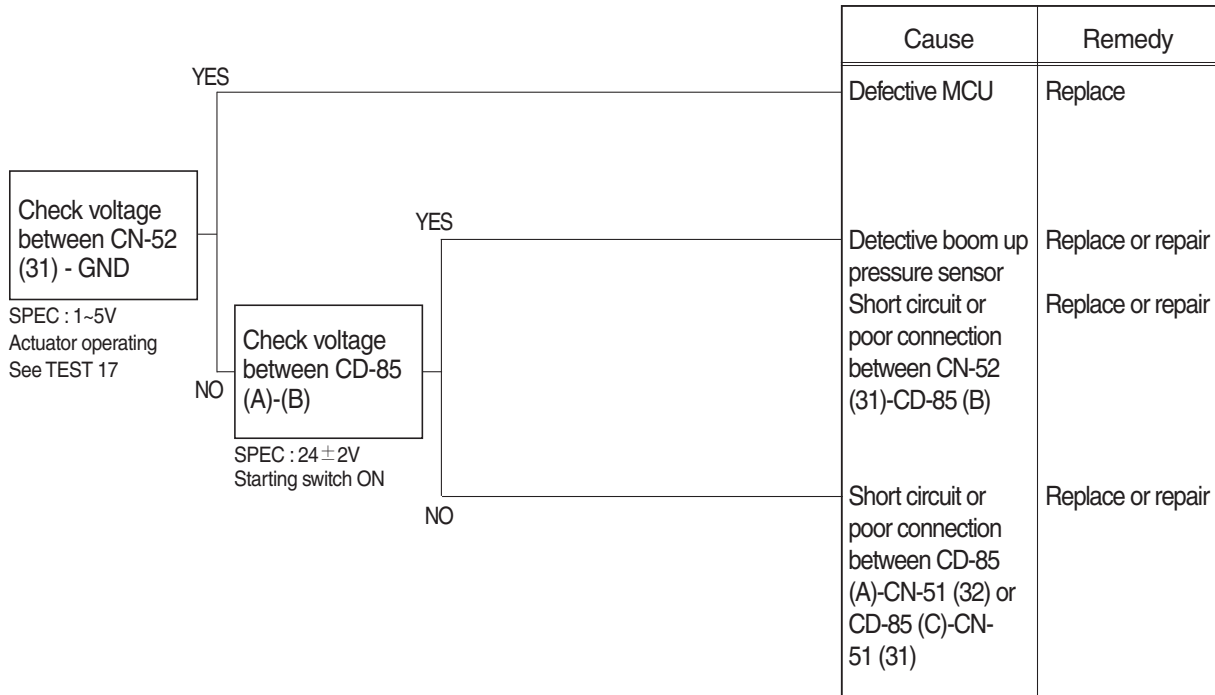 Cause
Remedy
YES
Defective MCU
Replace
Check voltage
between CN-52
(31) - GND
SPEC : 1~5V
Actuator operating
See TEST 17
YES
Detective boom up
pressure sensor
Replace or repair
Short circuit or
poor connection
between CN-52
(31)-CD-85 (B)
Replace or repair
NO
Check voltage
between CD-85
(A)-(B)
SPEC : 24±2V
Starting switch ON
NO
Short circuit or
poor connection
between CD-85
(A)-CN-51 (32) or
CD-85 (C)-CN-
51 (31)
Replace or repair